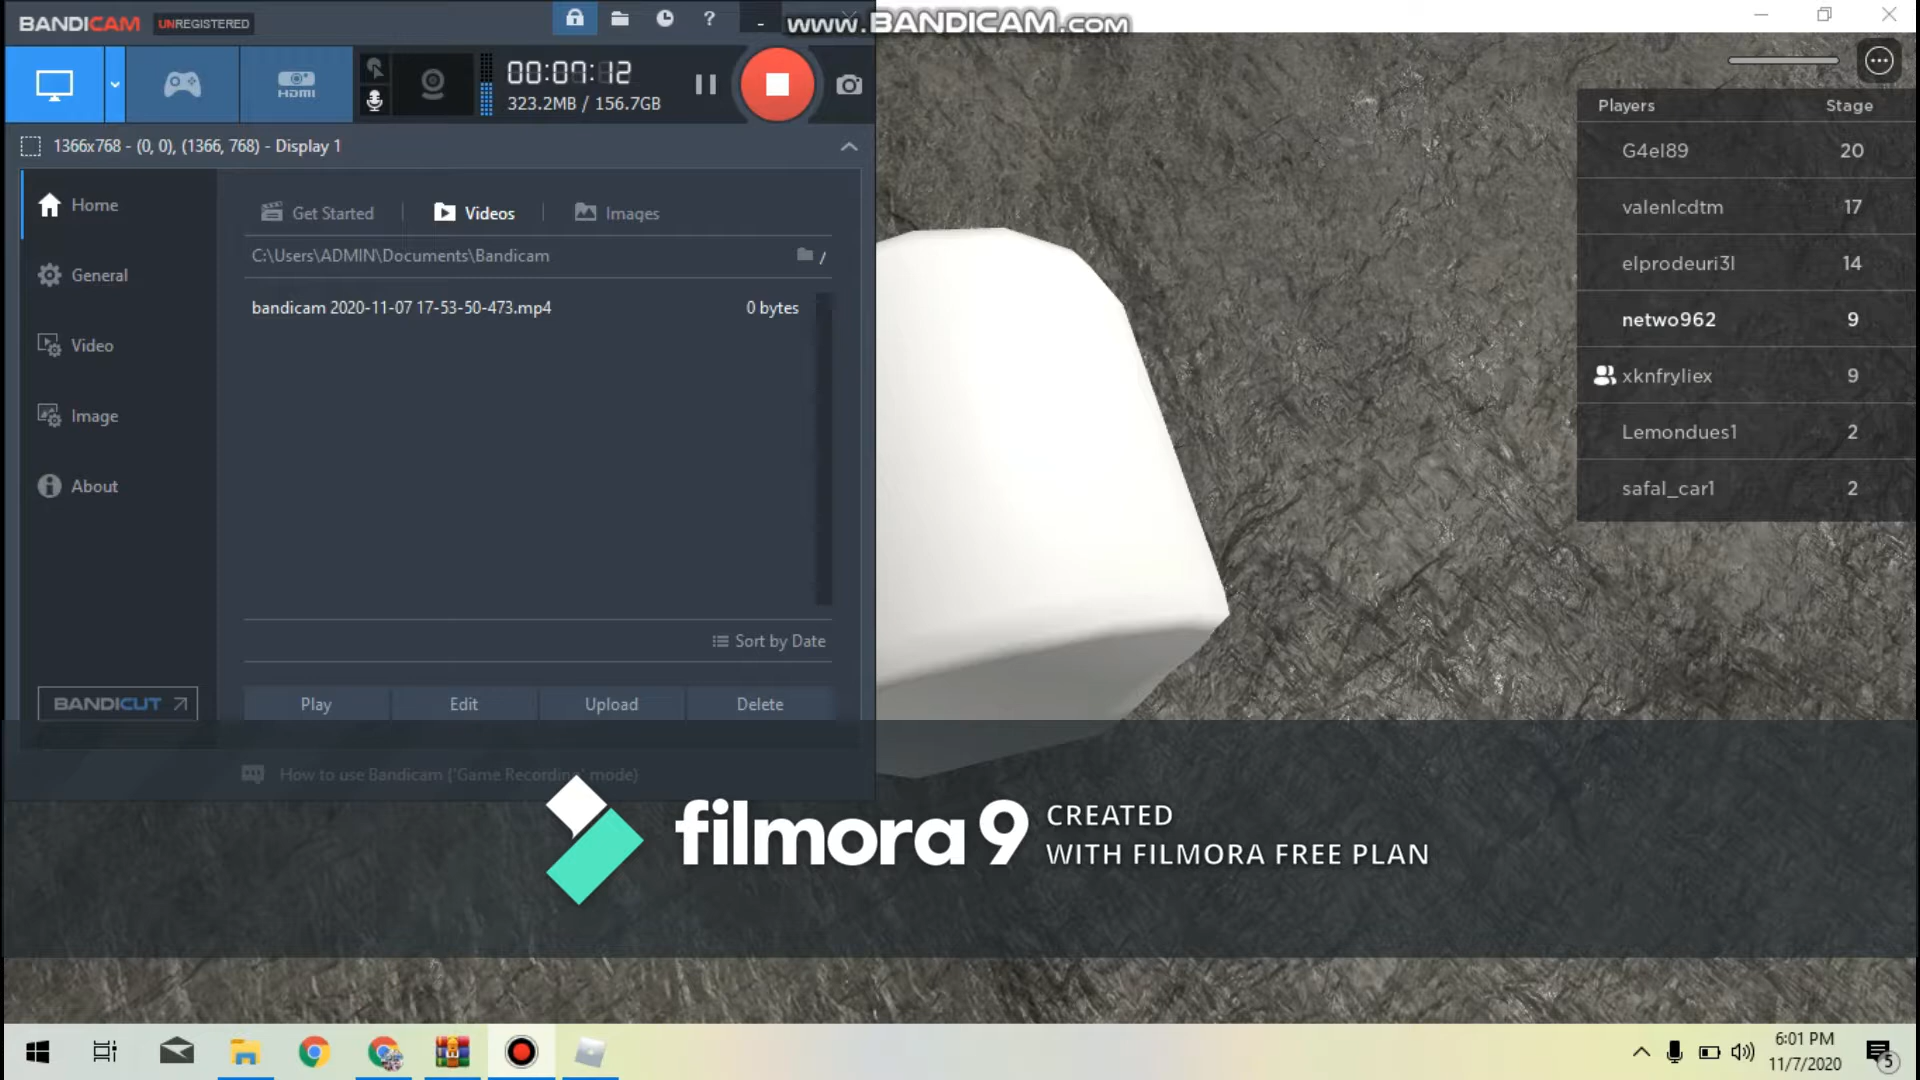 BANDICAM UNREGISTERED
www.BANDICAM.com
HDMI
00:07:12
323.2MB / 156.7GB
1366x768 - (0, 0), (1366, 768) - Display 1
Home
General
Video
Image
About
BANDICUT
Get Started
Videos
Images
C:\Users\ADMIN\Documents\Bandicam
/
bandicam 2020-11-07 17-53-50-473.mp4 0 bytes
Sort by Date
Play Edit Upload Delete
How to use Bandicam ('Game Recording' mode)
Players Stage
G4el89 20
valenlcdtm 17
elprodeuri3l 14
netwo962 9
xknfryliex 9
Lemondues1 2
safal_car1 2
filmora9
CREATED
WITH FILMORA FREE PLAN
6:01 PM
11/7/2020
5